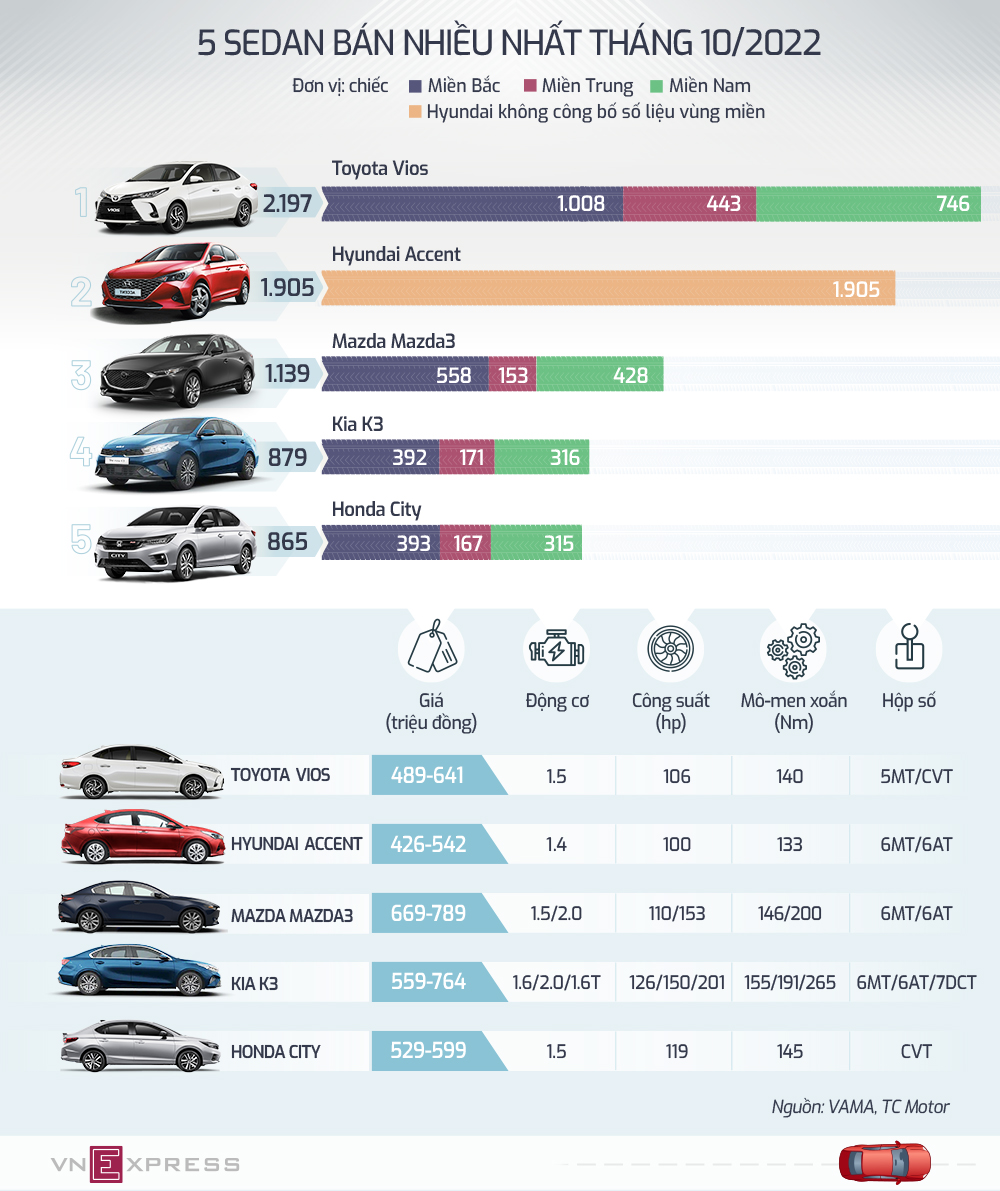 5 SEDAN BÁN NHIỀU NHẤT THÁNG 10/2022
Đơn vị: chiếc Miền Bắc Miền Trung Miền Nam
Hyundai không công bố số liệu vùng miền
Toyota Vios
1 2.197 1.008 443 746
Hyundai Accent
2 1.905 1.905
Mazda Mazda3
3 1.139 558 153 428
Kia K3
4 879 392 171 316
Honda City
5 865 393 167 315
Giá Động cơ Công suất Mô-men xoắn Hộp số
(triệu đồng) (hp) (Nm)
TOYOTA VIOS 489-641 1.5 106 140 5MT/CVT
HYUNDAI ACCENT 426-542 1.4 100 133 6MT/6AT
MAZDA MAZDA3 669-789 1.5/2.0 110/153 146/200 6MT/6AT
KIA K3 559-764 1.6/2.0/1.6T 126/150/201 155/191/265 6MT/6AT/7DCT
HONDA CITY 529-599 1.5 119 145 CVT
Nguồn: VAMA, TC Motor
VNEXPRESS